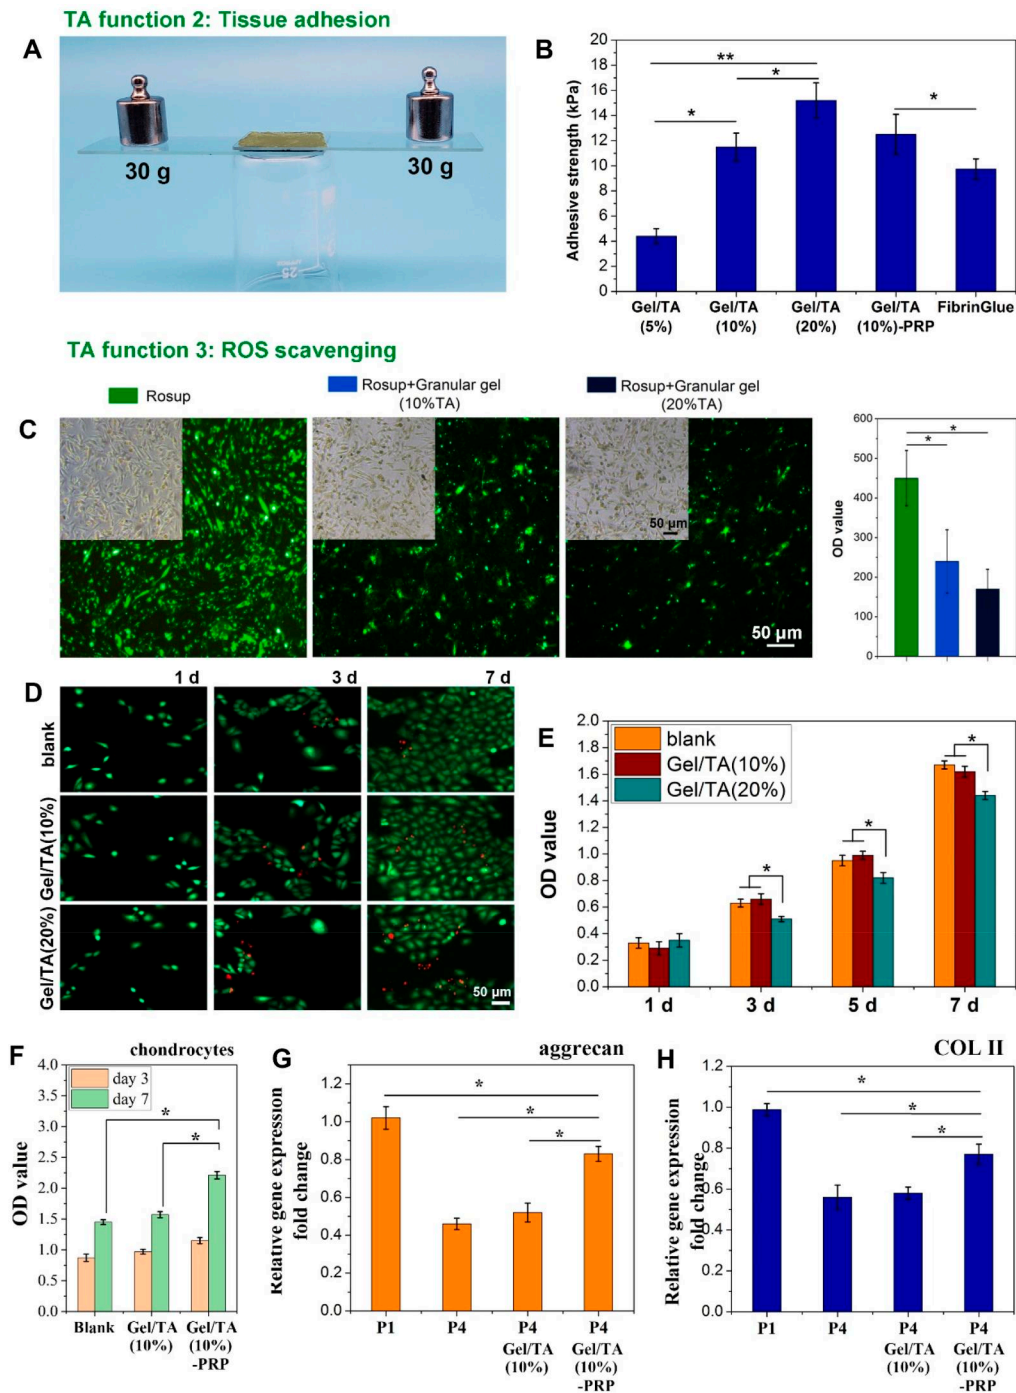 TA function 2: Tissue adhesion
A
30 g
30 g
25
B
Adhesive strength (kPa)
20
18
16
14
12
10
8
6
4
2
0
**
*
*
*
Gel/TA
(5%)
Gel/TA
(10%)
Gel/TA
(20%)
Gel/TA
(10%)-PRP
FibrinGlue
TA function 3: ROS scavenging
Rosup
Rosup+Granular gel
(10%TA)
Rosup+Granular gel
(20%TA)
C
50 µm
50 µm
OD value
600
500
400
300
200
100
0
*
*
D
1 d
3 d
7 d
blank
Gel/TA(10%)
Gel/TA(20%)
50 µm
E
OD value
2.0
1.8
1.6
1.4
1.2
1.0
0.8
0.6
0.4
0.2
0.0
blank
Gel/TA(10%)
Gel/TA(20%)
*
*
*
1 d
3 d
5 d
7 d
F
chondrocytes
OD value
4.0
3.5
3.0
2.5
2.0
1.5
1.0
0.5
0.0
day 3
day 7
*
*
Blank
Gel/TA
(10%)
Gel/TA
(10%)
-PRP
G
aggrecan
Relative gene expression
fold change
1.4
1.2
1.0
0.8
0.6
0.4
0.2
0.0
*
*
*
P1
P4
P4
Gel/TA
(10%)
P4
Gel/TA
(10%)
-PRP
H
COL II
Relative gene expression
fold change
1.2
1.0
0.8
0.6
0.4
0.2
0.0
*
*
*
P1
P4
P4
Gel/TA
(10%)
P4
Gel/TA
(10%)
-PRP